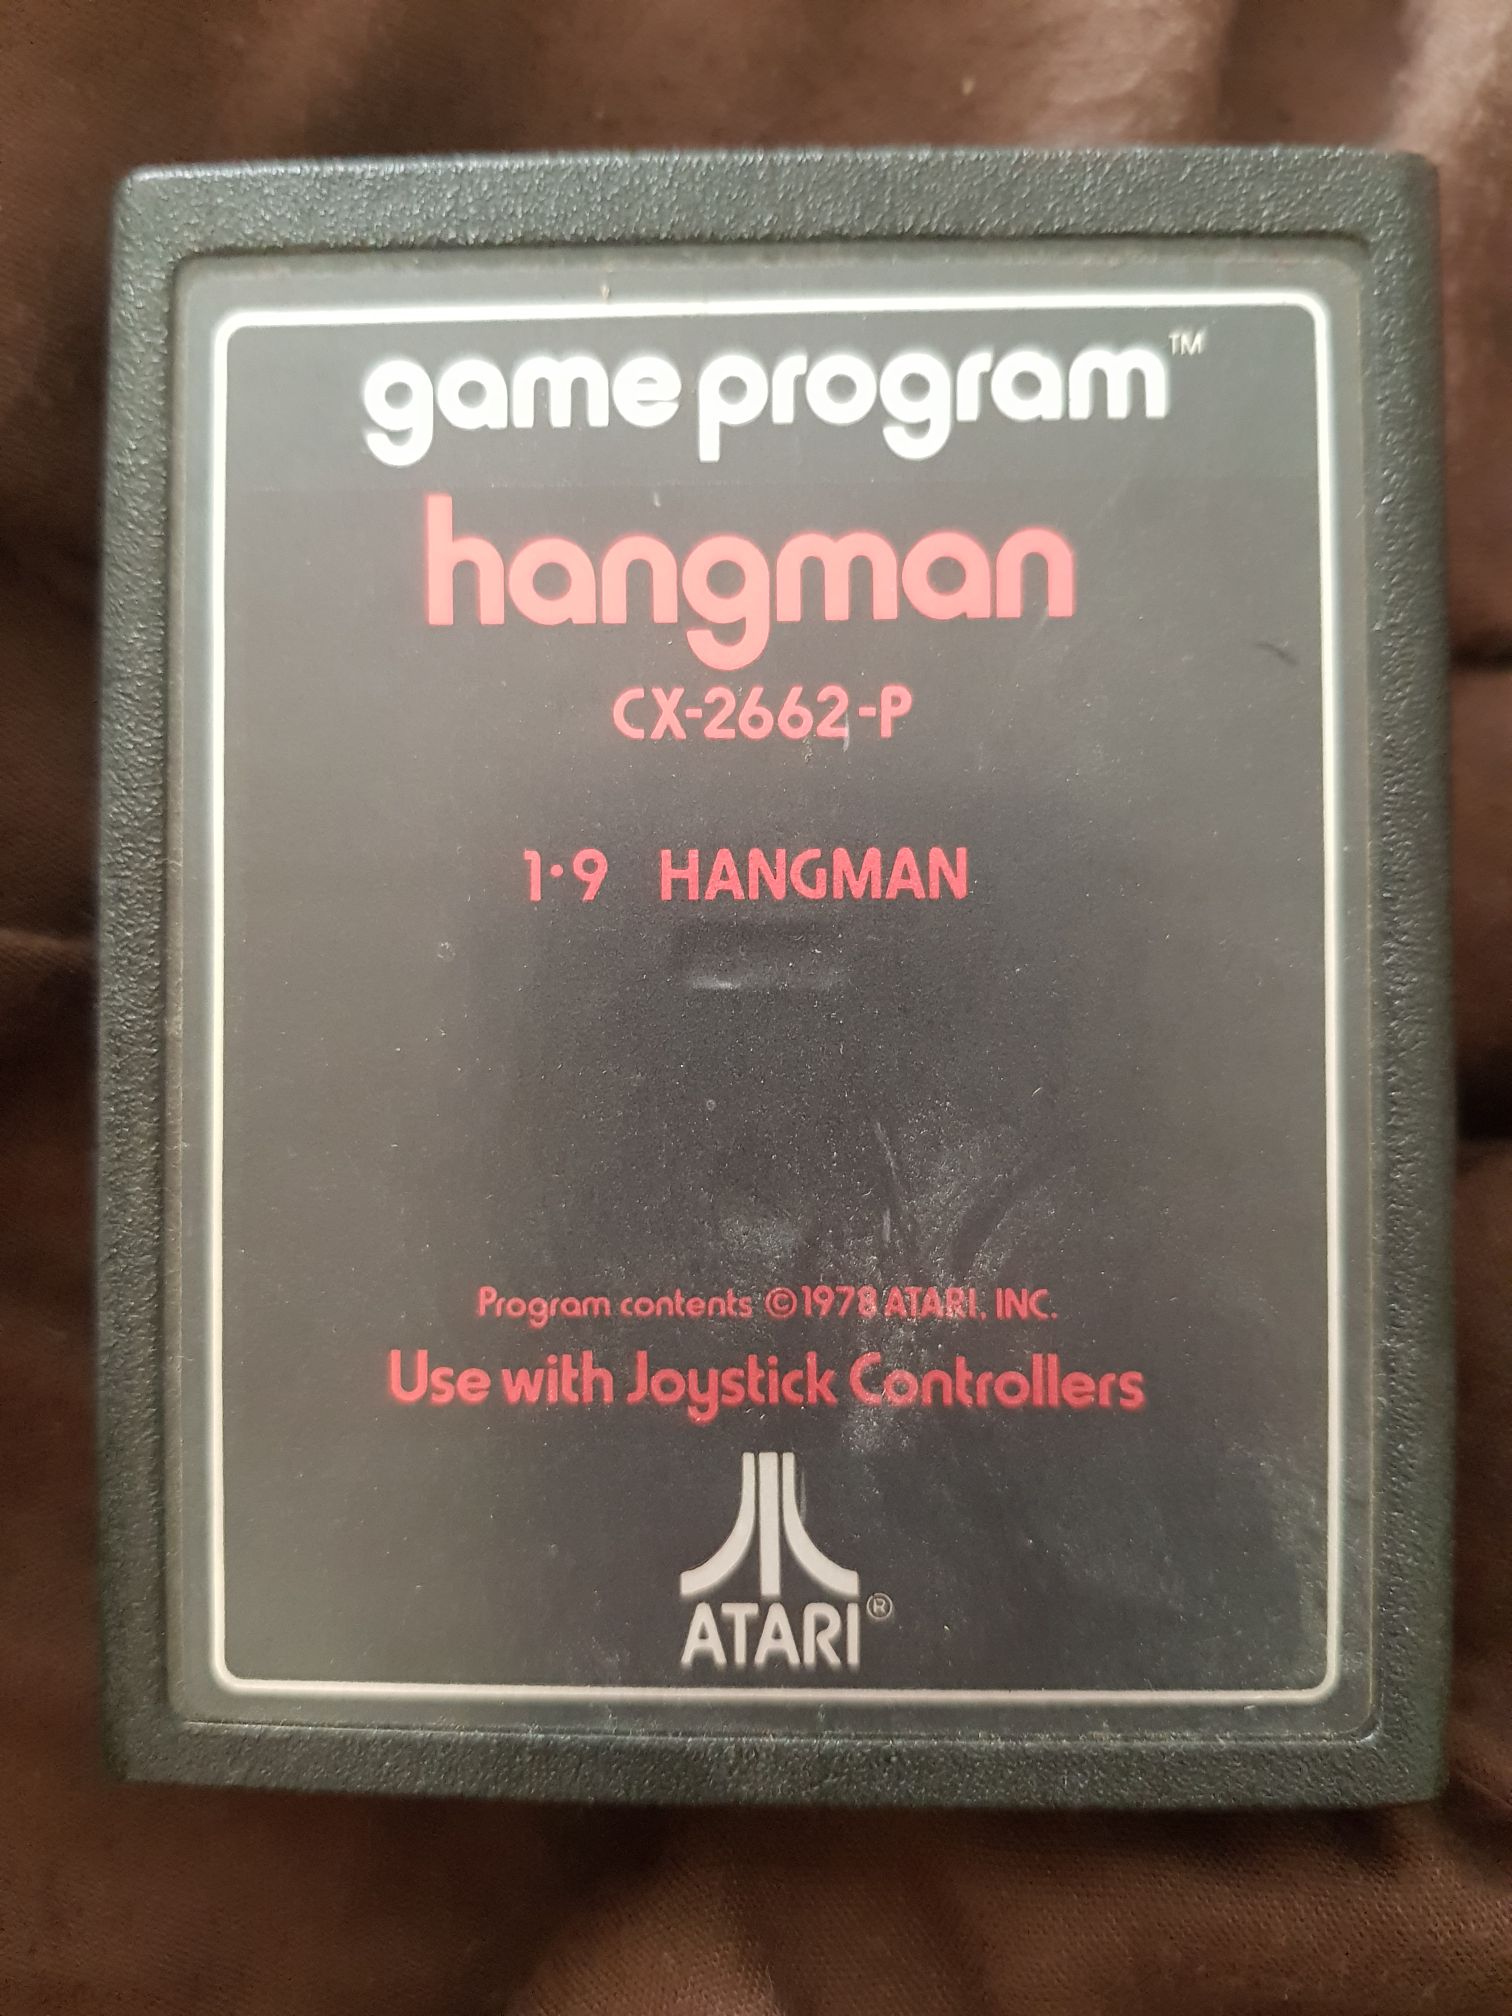 game program™
hangman
CX-2662-P
1·9 HANGMAN
Program contents ©1978 ATARI, INC.
Use with Joystick Controllers
ATARI®